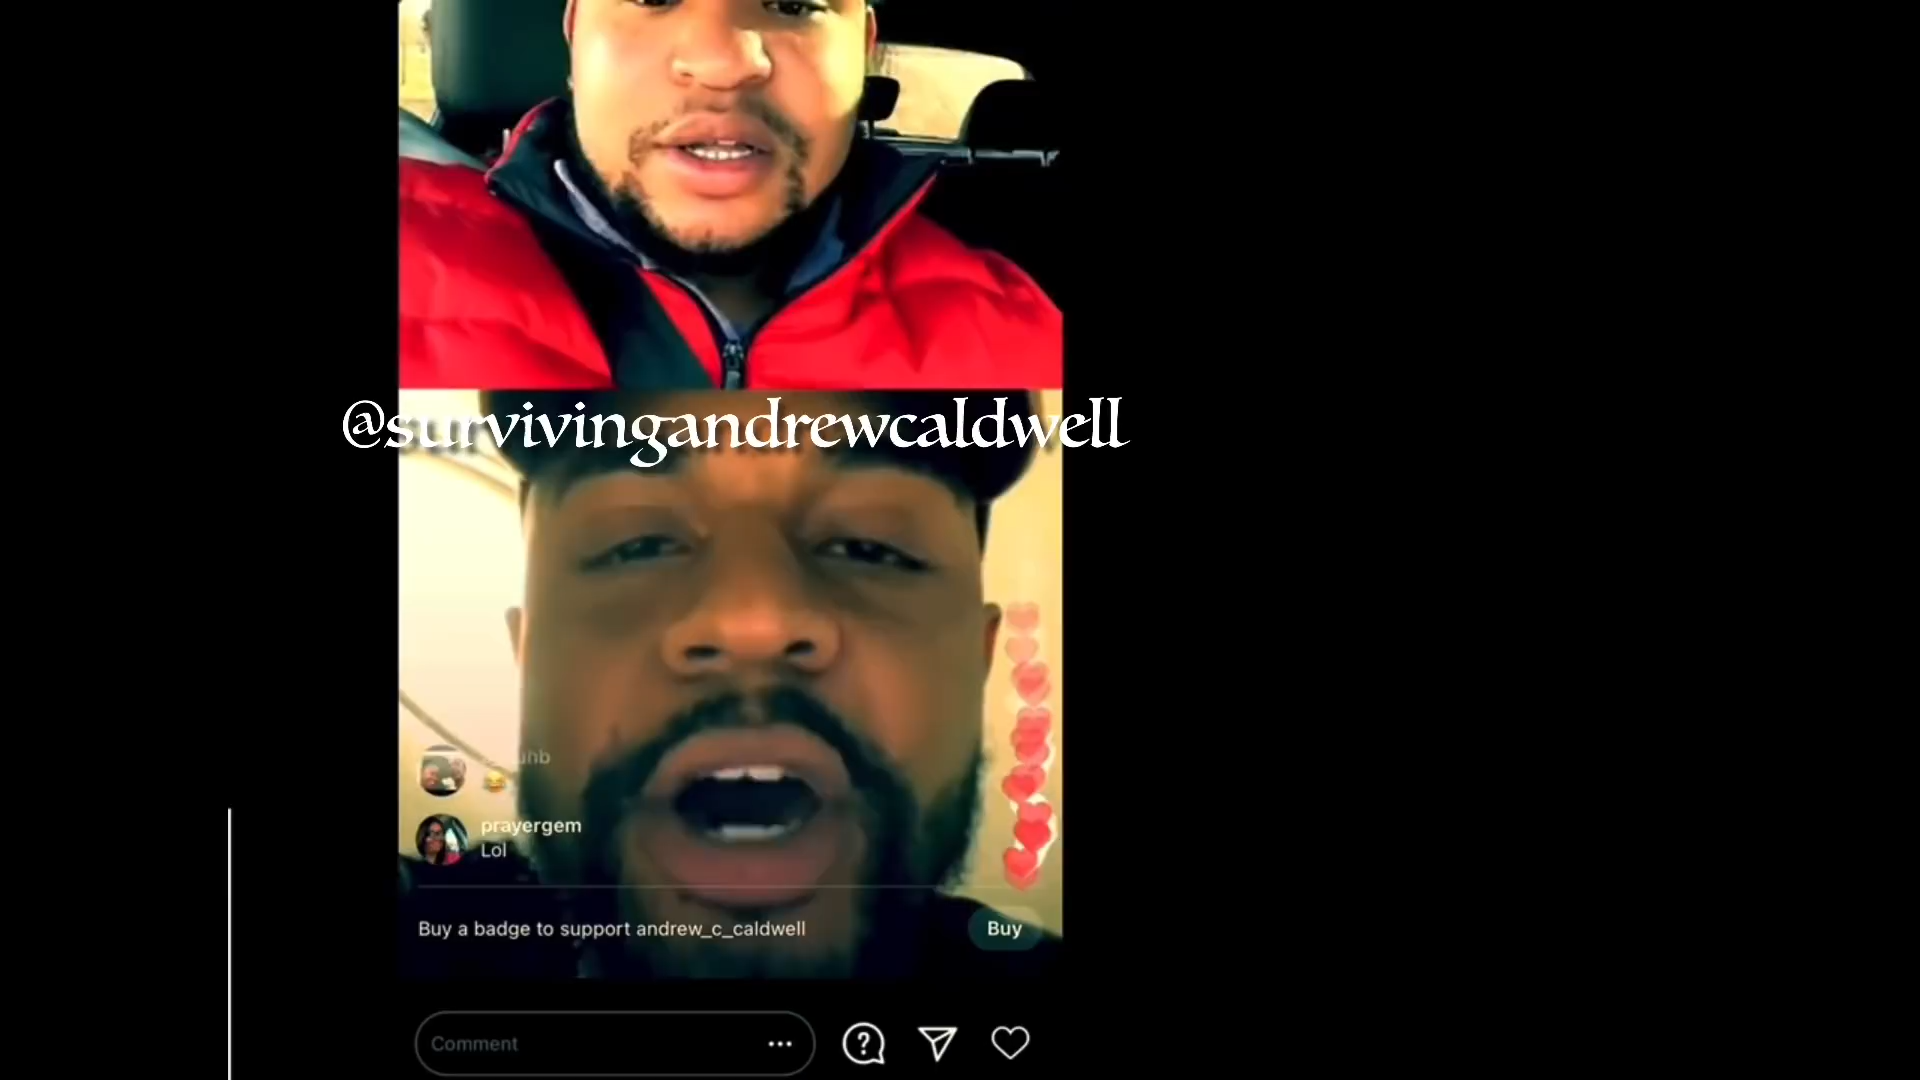 @survivingandrewcaldwell
prayergem
Lol
Buy a badge to support andrew_c_caldwell
Buy
Comment